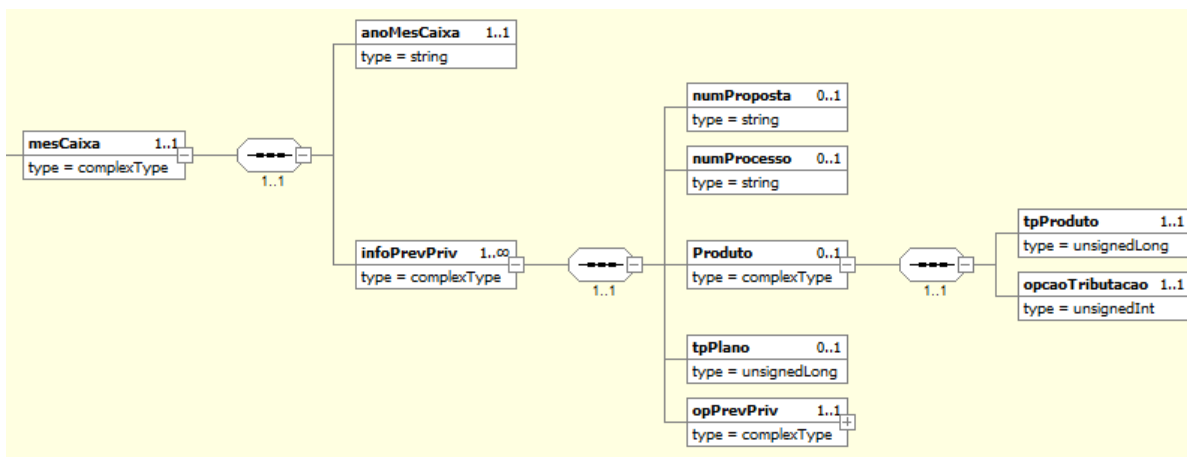 anoMesCaixa 1..1
type = string
numProposta 0..1
type = string
mesCaixa 1..1
type = complexType
1..1
numProcesso 0..1
type = string
infoPrevPriv 1..∞
type = complexType
1..1
Produto 0..1
type = complexType
1..1
tpProduto 1..1
type = unsignedLong
opcaoTributacao 1..1
type = unsignedInt
tpPlano 0..1
type = unsignedLong
opPrevPriv 1..1
type = complexType